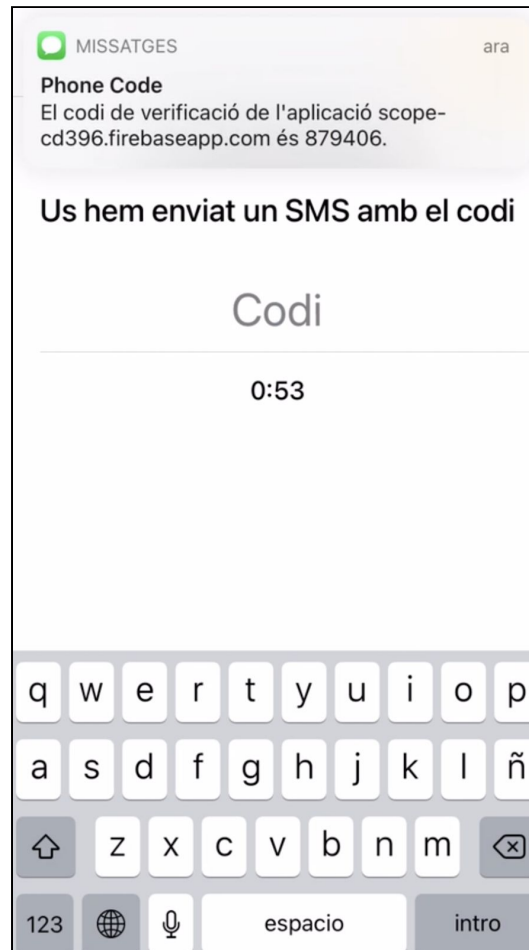 MISSATGES ara
Phone Code
El codi de verificació de l'aplicació scope-
cd396.firebaseapp.com és 879406.
Us hem enviat un SMS amb el codi
Codi
0:53
q w e r t y u i o p
a s d f g h j k l ñ
z x c v b n m
123 espacio intro